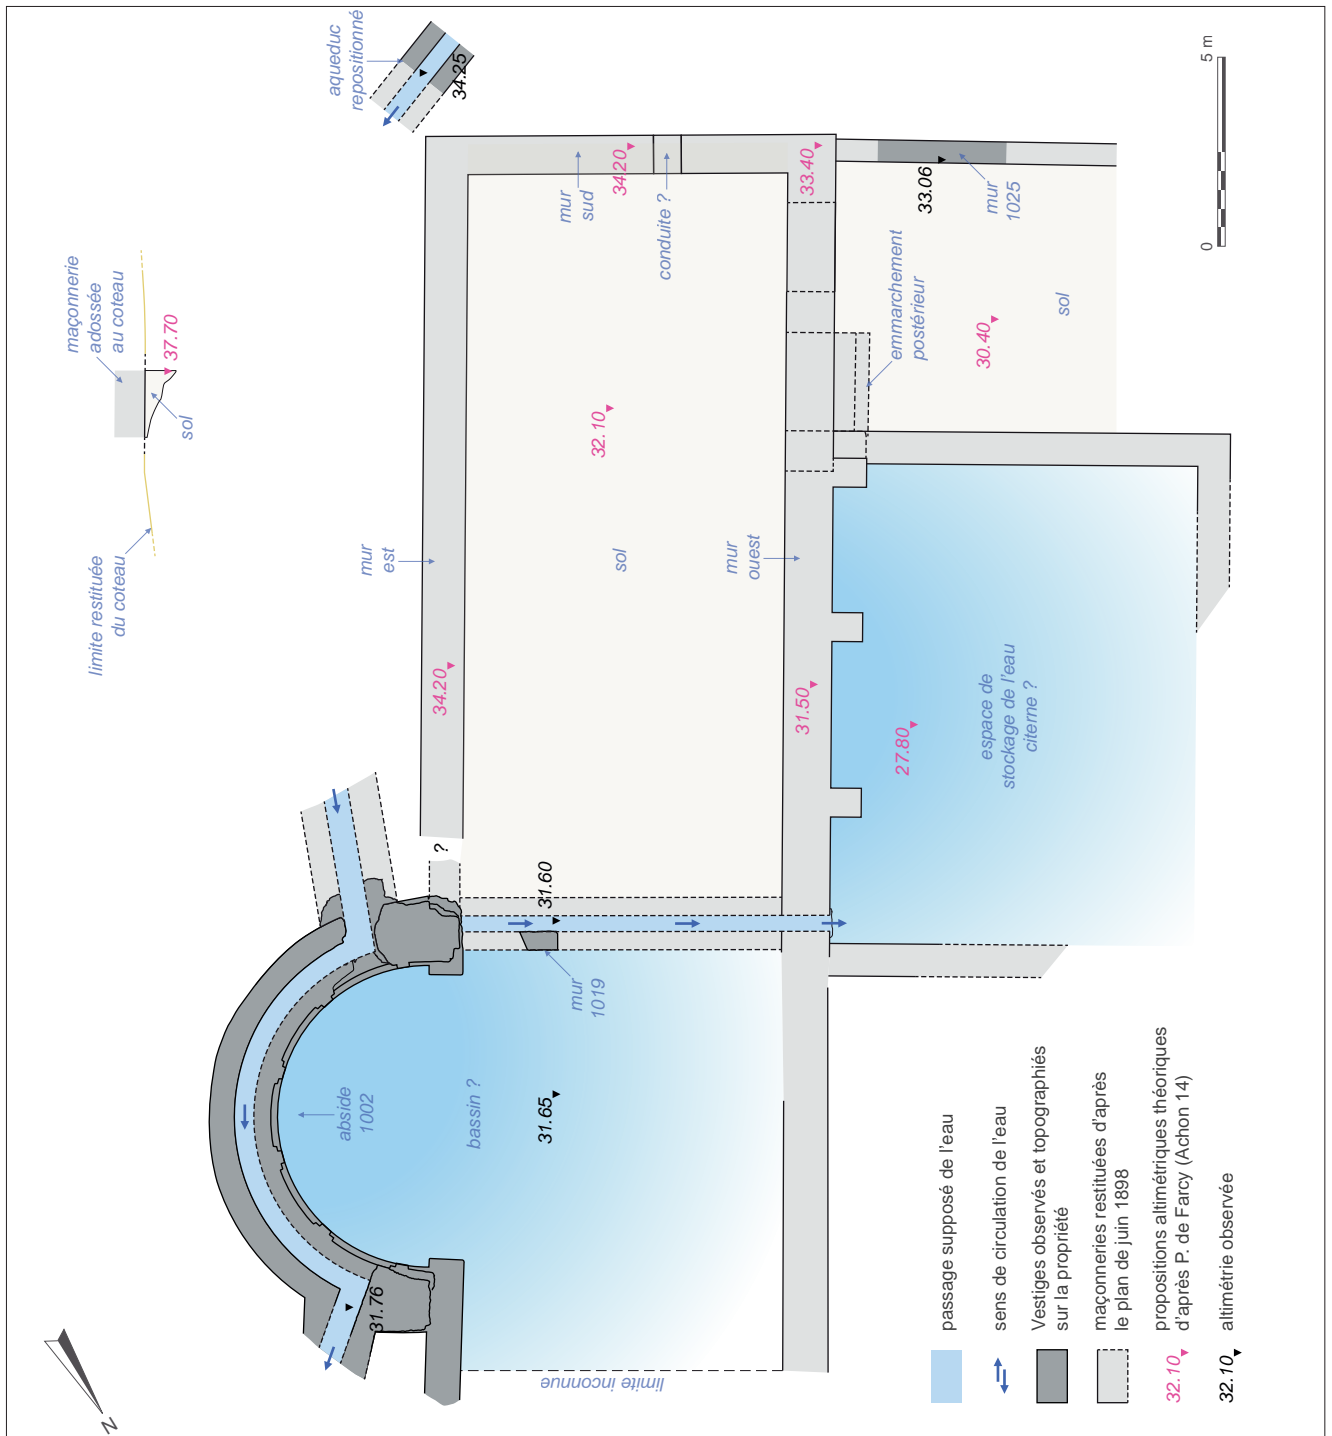 aqueduc
repositionné
34.25
maçonnerie
adossée
au coteau
37.70
sol
limite restituée
du coteau
mur
est
34.20
mur
sud
34.20
conduite ?
33.40
33.06
mur
1025
0
5 m
emmarchement
postérieur
30.40
sol
32.10
sol
mur
ouest
31.50
27.80
espace de
stockage de l'eau
citerne ?
?
31.60
mur
1019
abside
1002
bassin ?
31.65
31.76
limite inconnue
N
passage supposé de l'eau
sens de circulation de l'eau
Vestiges observés et topographiés
sur la propriété
maçonneries restituées d'après
le plan de juin 1898
32.10
propositions altimétriques théoriques
d'après P. de Farcy (Achon 14)
32.10
altimétrie observée